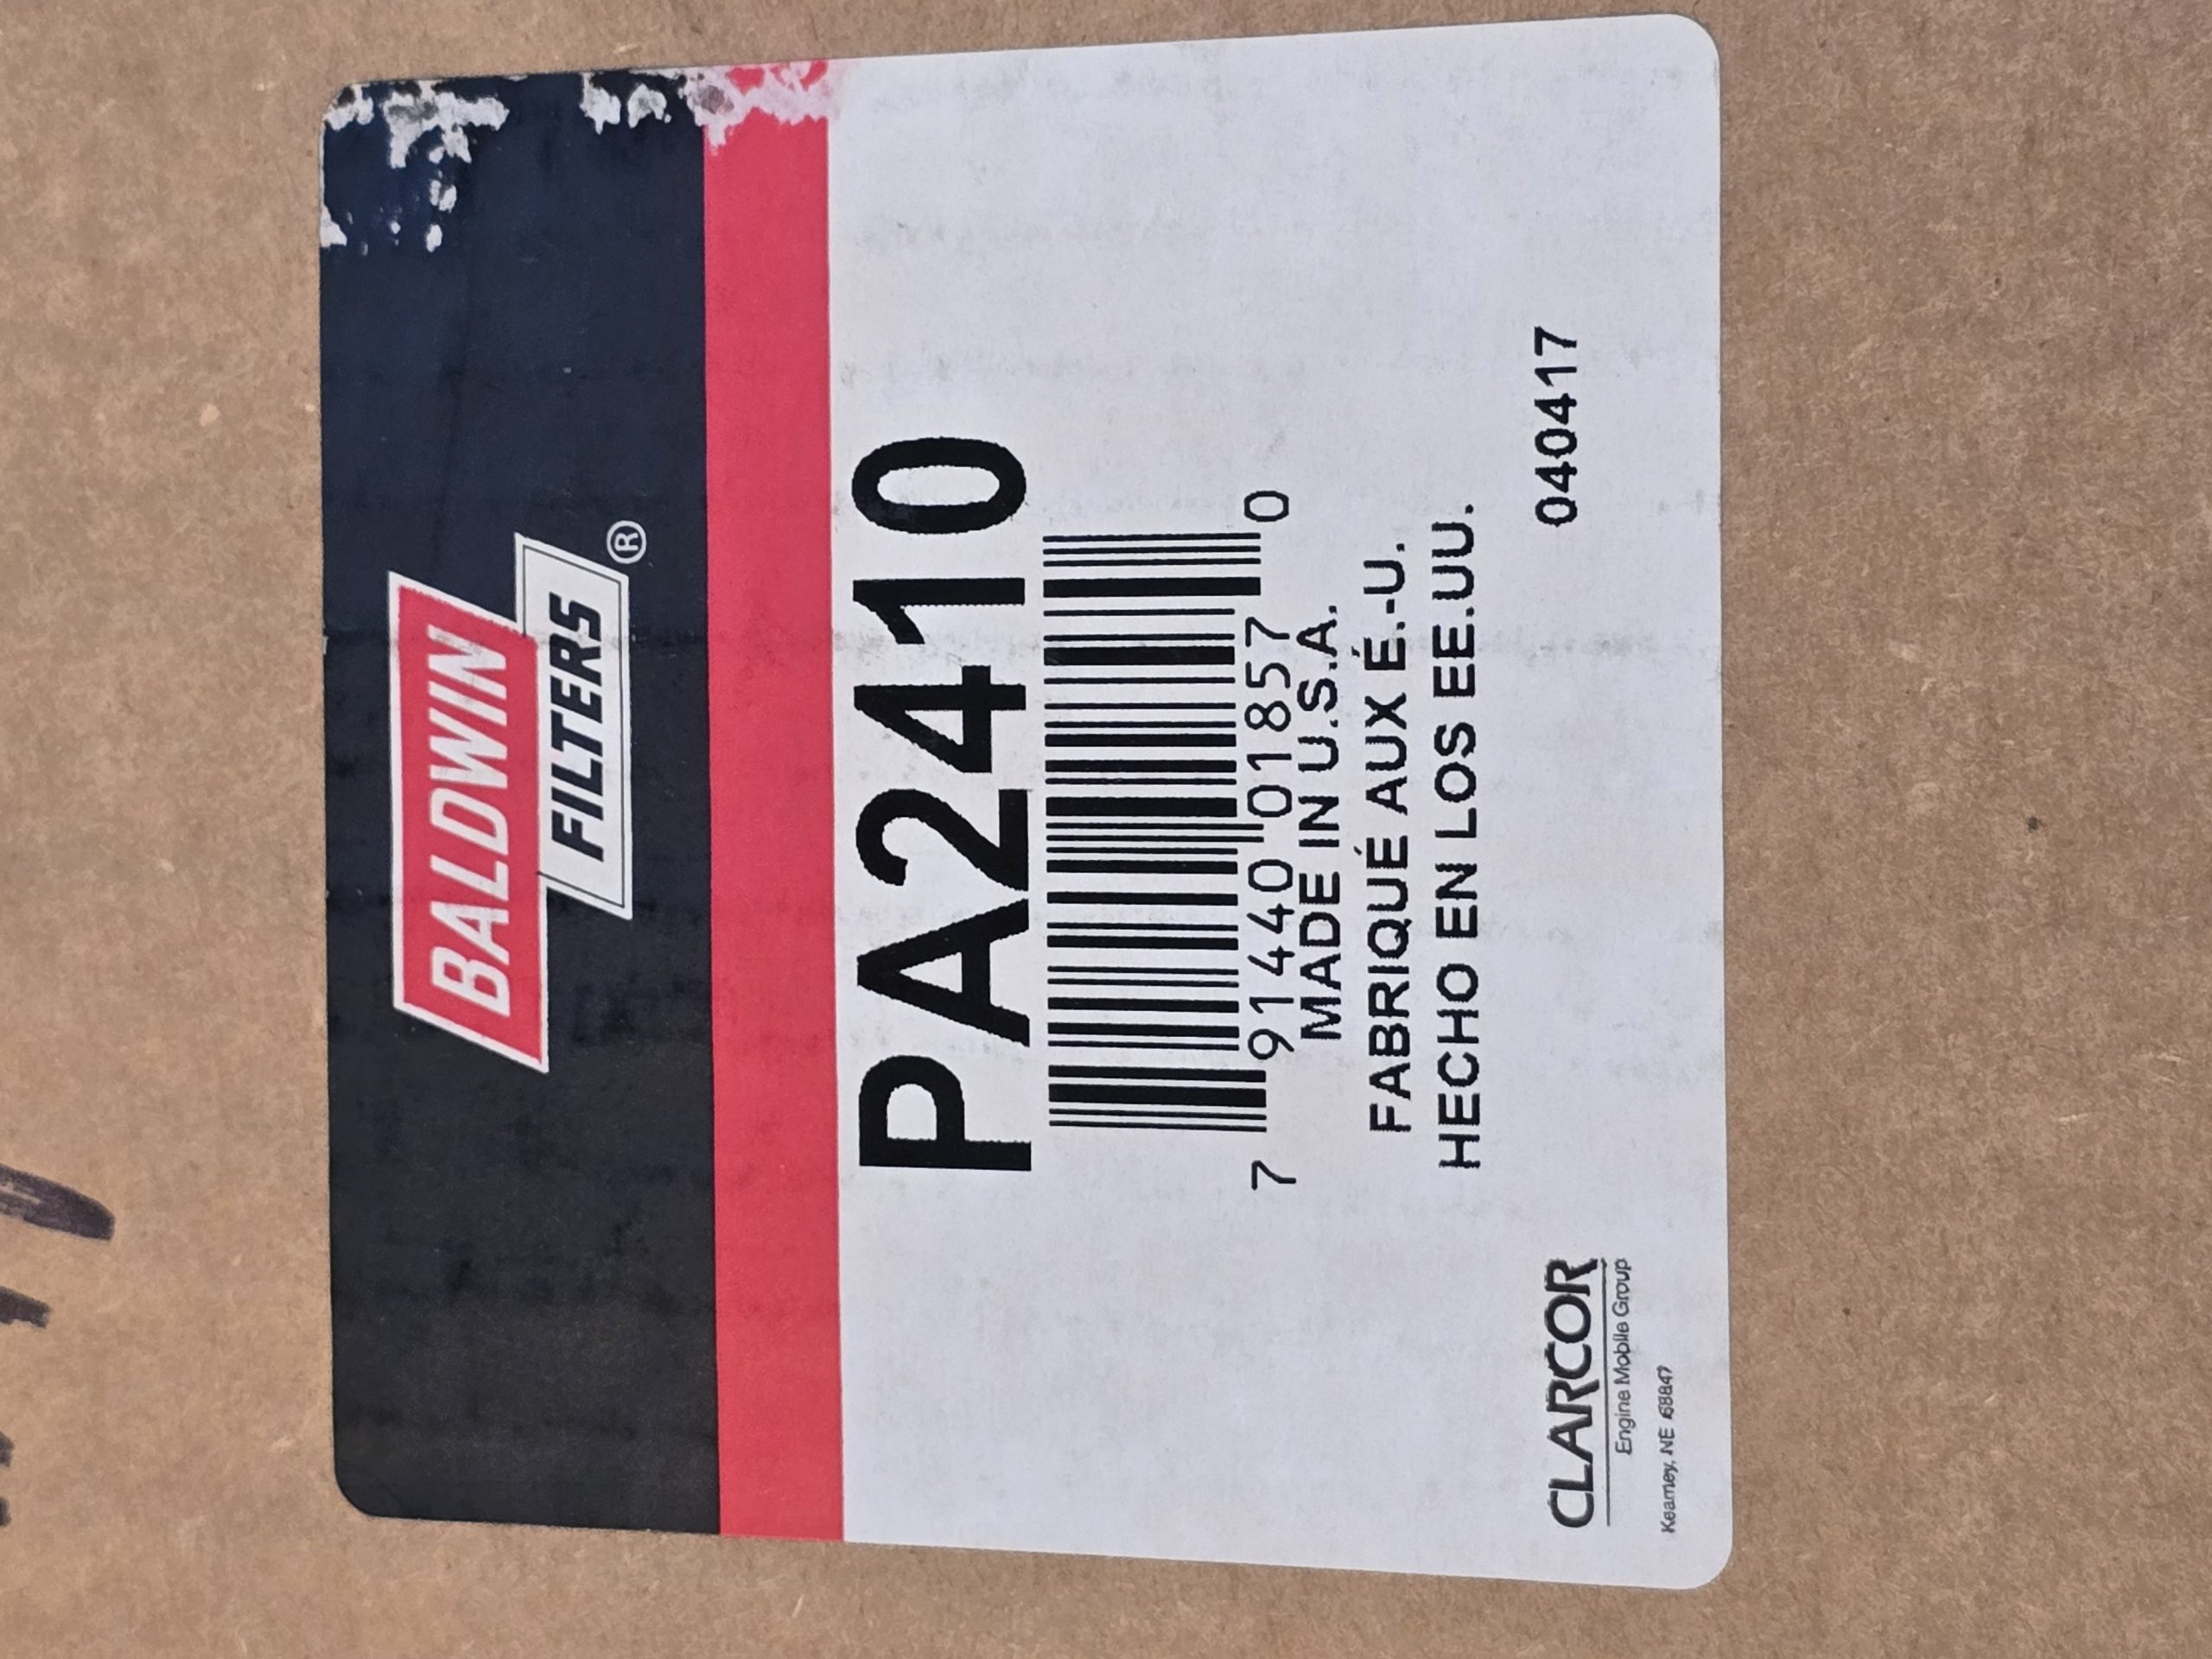 BALDWIN
FILTERS®
PA2410
7 91440 01857 0
MADE IN U.S.A.
FABRIQUÉ AUX É.-U.
HECHO EN LOS EE.UU.
040417
CLARCOR
Engine Mobile Group
Kearney, NE 68847